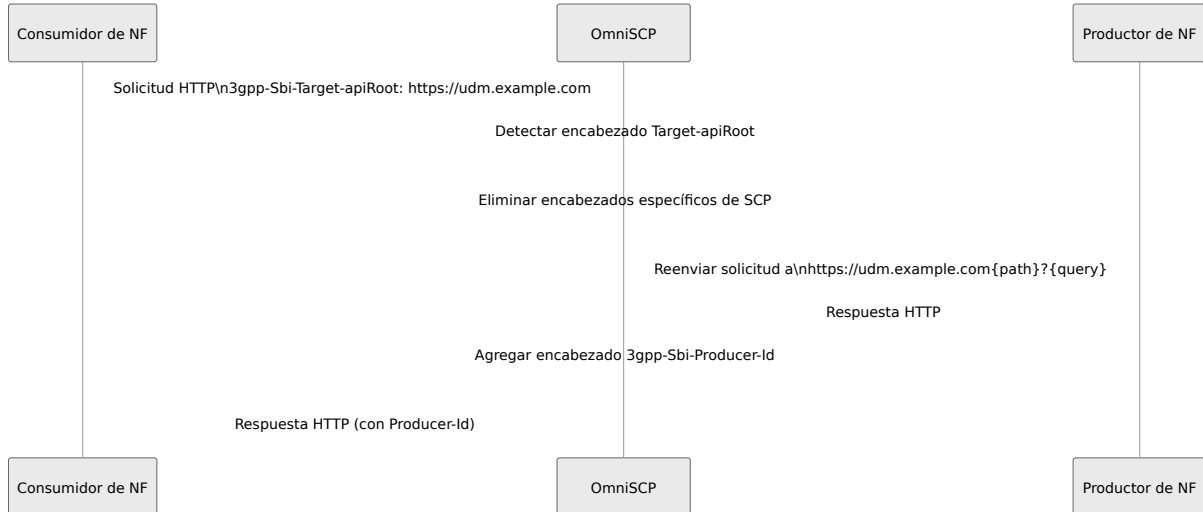 Consumidor de NF
OmniSCP
Productor de NF
Solicitud HTTP\n3gpp-Sbi-Target-apiRoot: https://udm.example.com
Detectar encabezado Target-apiRoot
Eliminar encabezados específicos de SCP
Reenviar solicitud a\nhttps://udm.example.com{path}?{query}
Respuesta HTTP
Agregar encabezado 3gpp-Sbi-Producer-Id
Respuesta HTTP (con Producer-Id)
Consumidor de NF
OmniSCP
Productor de NF